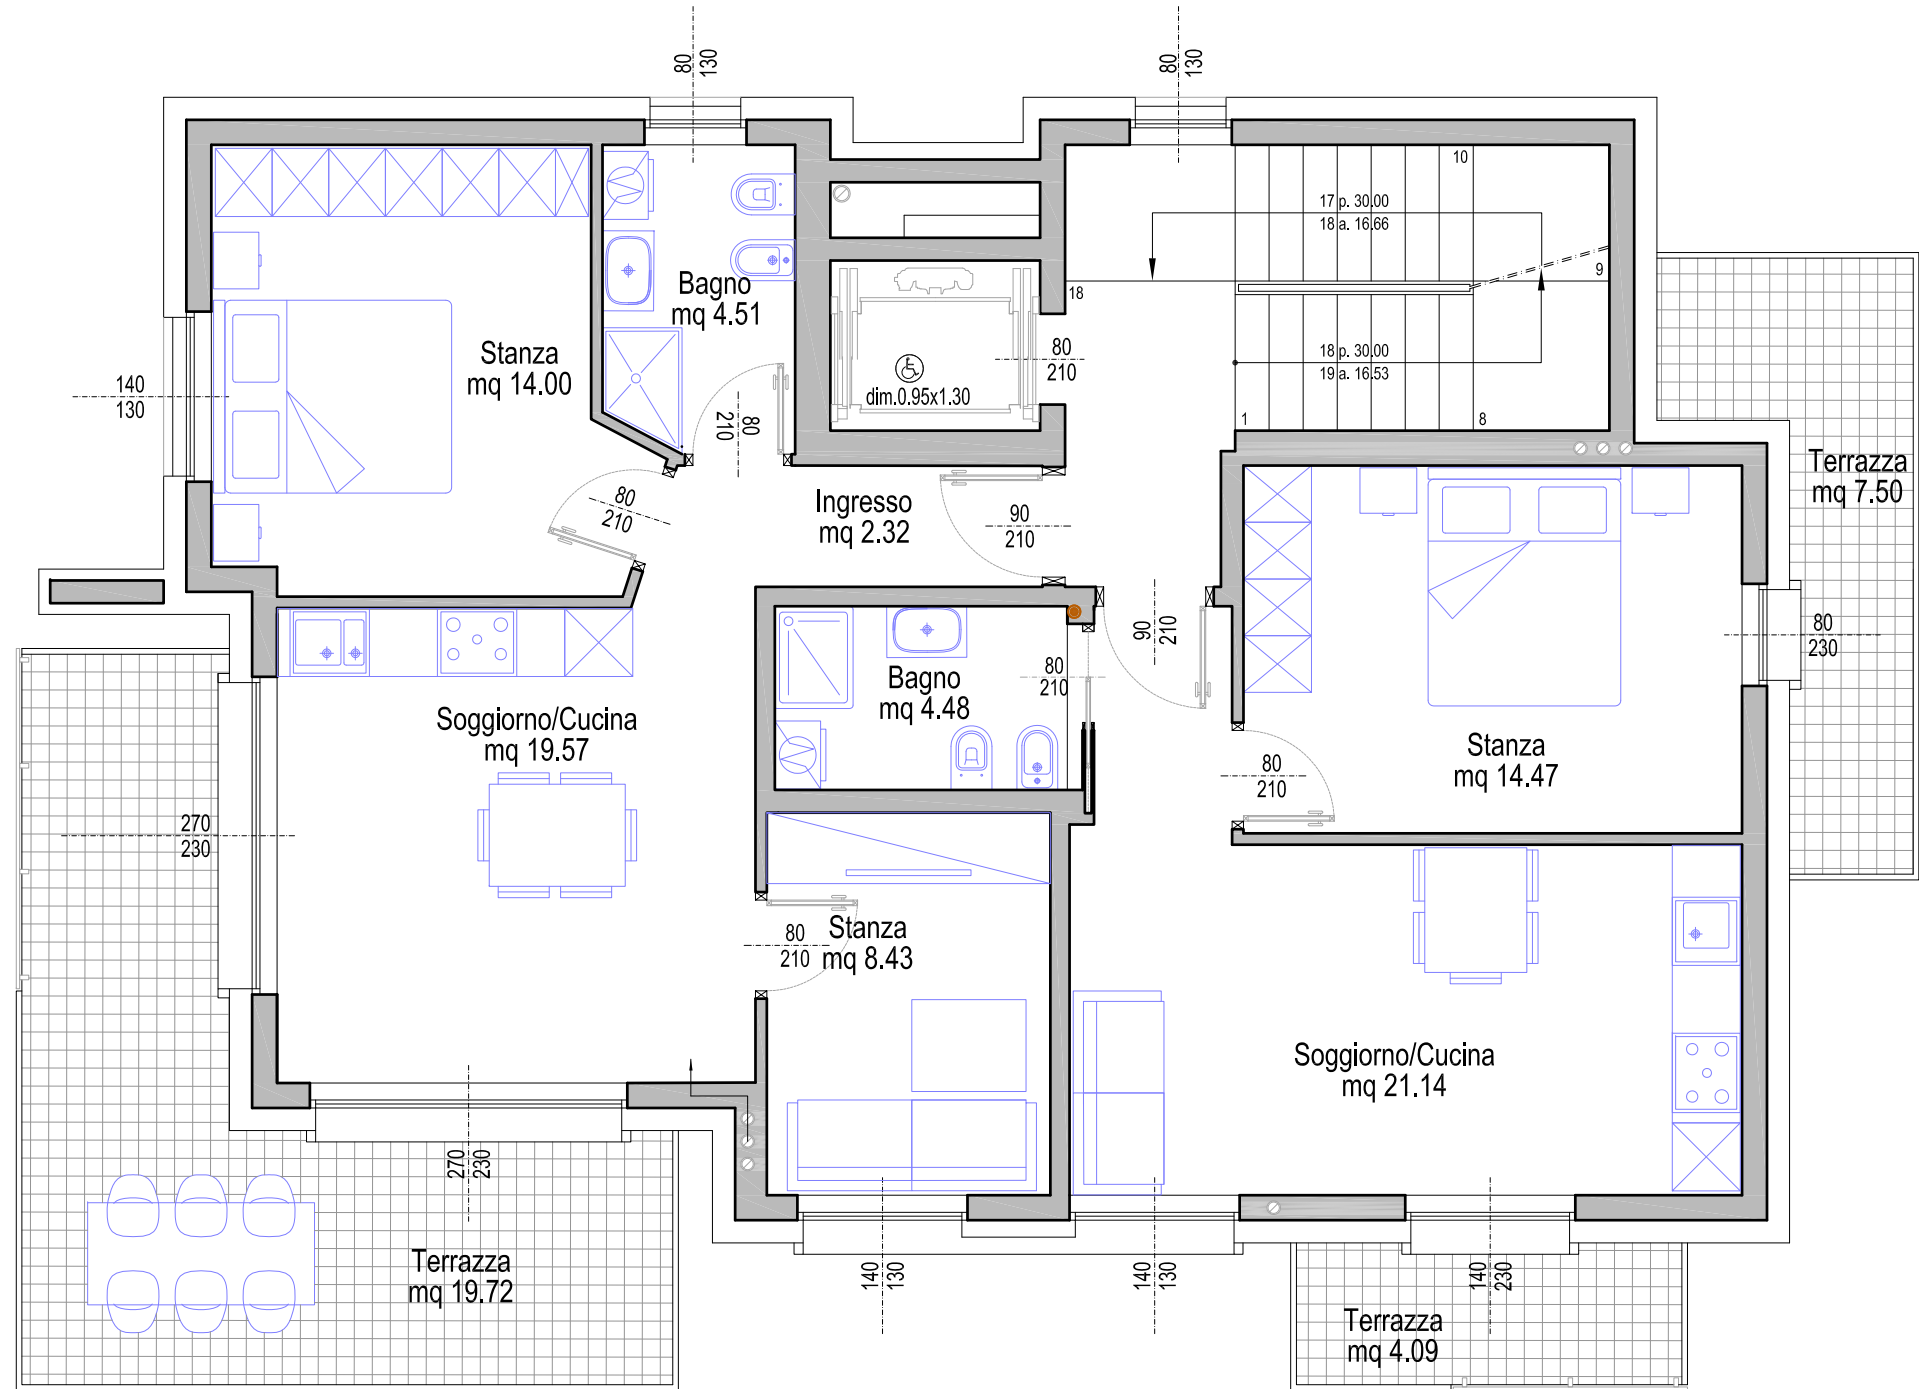 80
130
80
130
10
17 p. 30.00
18 a. 16.66
9
18
Bagno
mq 4.51
Stanza
mq 14.00
80
210
18 p. 30.00
19 a. 16.53
140
130
dim.0.95x1.30
1
8
80
210
Terrazza
mq 7.50
Ingresso
mq 2.32
80
210
90
210
90
210
80
230
80
210
Bagno
mq 4.48
Soggiorno/Cucina
mq 19.57
Stanza
mq 14.47
80
210
270
230
Stanza
mq 8.43
80
210
Soggiorno/Cucina
mq 21.14
270
230
Terrazza
mq 19.72
140
130
140
130
140
230
Terrazza
mq 4.09